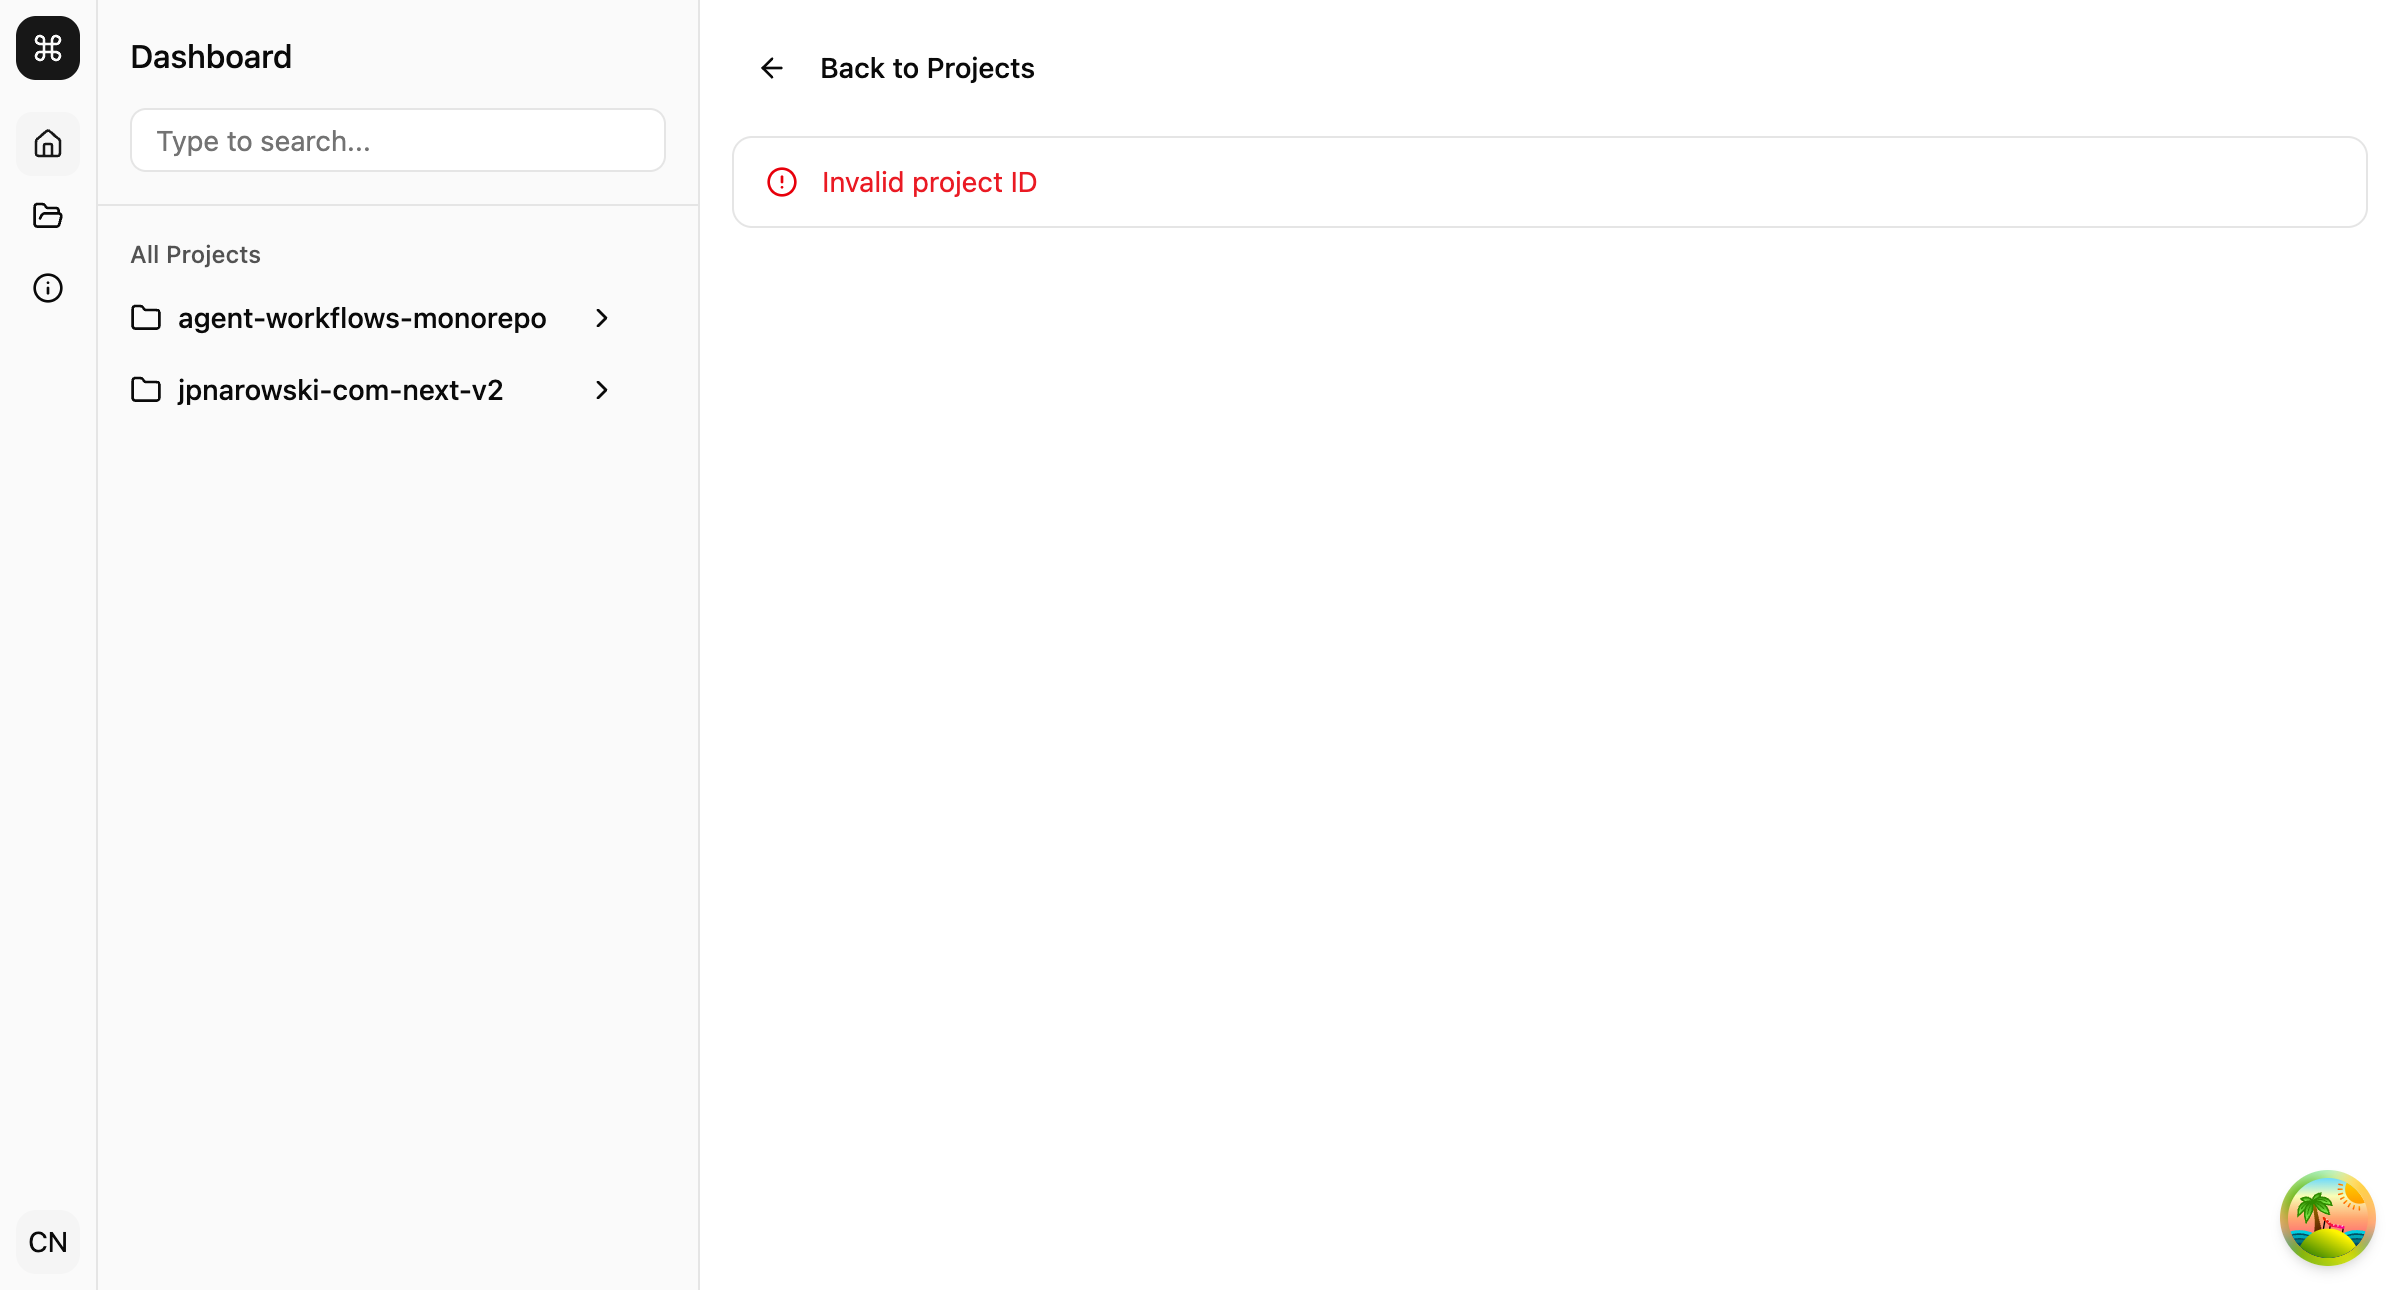 Dashboard
Type to search...
All Projects
agent-workflows-monorepo
jpnarowski-com-next-v2
CN
Back to Projects
Invalid project ID